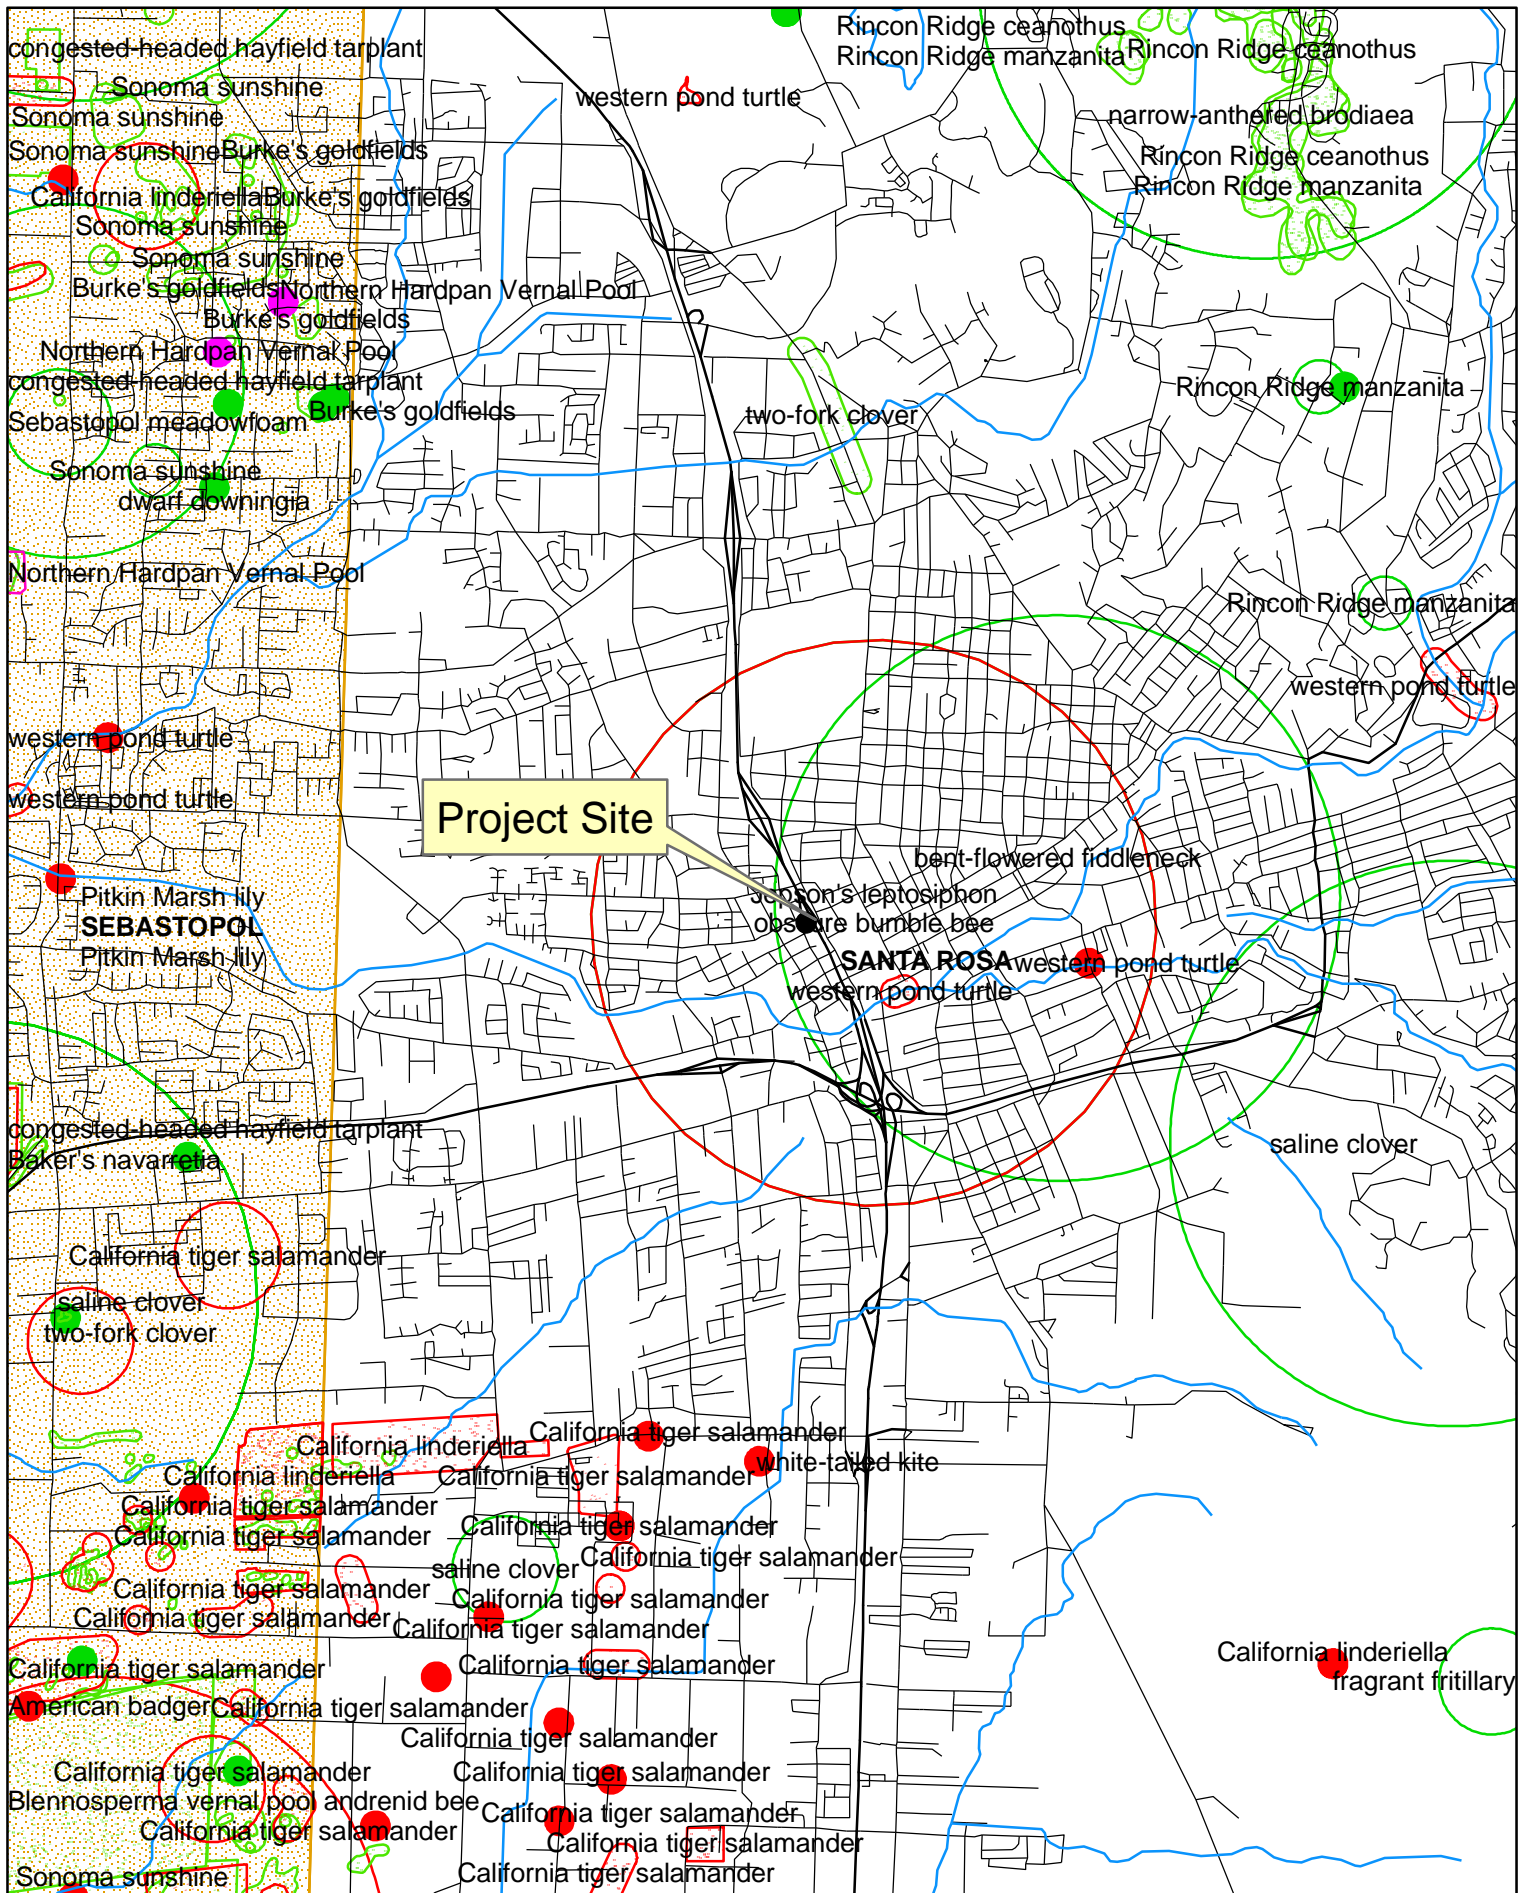 Rincon Ridge ceanothus
Rincon Ridge manzanita
congested-headed hayfield tarplant
Rincon Ridge ceanothus
Sonoma sunshine
western pond turtle
Sonoma sunshine
narrow-anthered brodiaea
Sonoma sunshine
Burke's goldfields
Rincon Ridge ceanothus
Rincon Ridge manzanita
California linderiella
Burke's goldfields
Sonoma sunshine
Sonoma sunshine
Burke's goldfields
Northern Hardpan Vernal Pool
Burke's goldfields
Northern Hardpan Vernal Pool
congested-headed hayfield tarplant
Rincon Ridge manzanita
Burke's goldfields
two-fork clover
Sebastopol meadowfoam
Sonoma sunshine
dwarf downingia
Northern Hardpan Vernal Pool
Rincon Ridge manzanita
western pond turtle
western pond turtle
western pond turtle
Project Site
bent-flowered fiddleneck
Jepson's leptosiphon
obscure bumble bee
Pitkin Marsh lily
SEBASTOPOL
Pitkin Marsh lily
SANTA ROSA
western pond turtle
western pond turtle
congested-headed hayfield tarplant
saline clover
Baker's navarretia
California tiger salamander
saline clover
two-fork clover
California tiger salamander
California linderiella
white-tailed kite
California linderiella
California tiger salamander
California tiger salamander
California tiger salamander
California tiger salamander
California tiger salamander
saline clover
California tiger salamander
California tiger salamander
California tiger salamander
California tiger salamander
California linderiella
California tiger salamander
California tiger salamander
fragrant fritillary
American badger
California tiger salamander
California tiger salamander
California tiger salamander
California tiger salamander
Blennosperma vernal pool andrenid bee
California tiger salamander
California tiger salamander
California tiger salamander
California tiger salamander
Sonoma sunshine